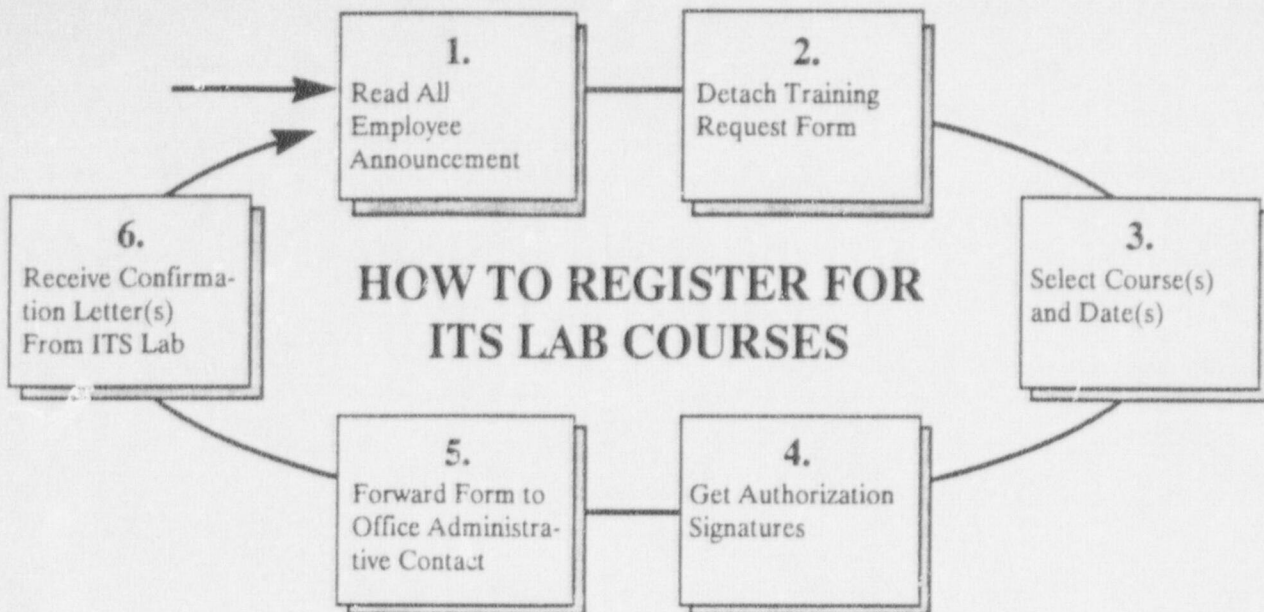 1.
Read All
Employee
Announcement
2.
Detach Training
Request Form
3.
Select Course(s)
and Date(s)
HOW TO REGISTER FOR
ITS LAB COURSES
6.
Receive Confirma-
tion Letter(s)
From ITS Lab
5.
Forward Form to
Office Administra-
tive Contact
4.
Get Authorization
Signatures